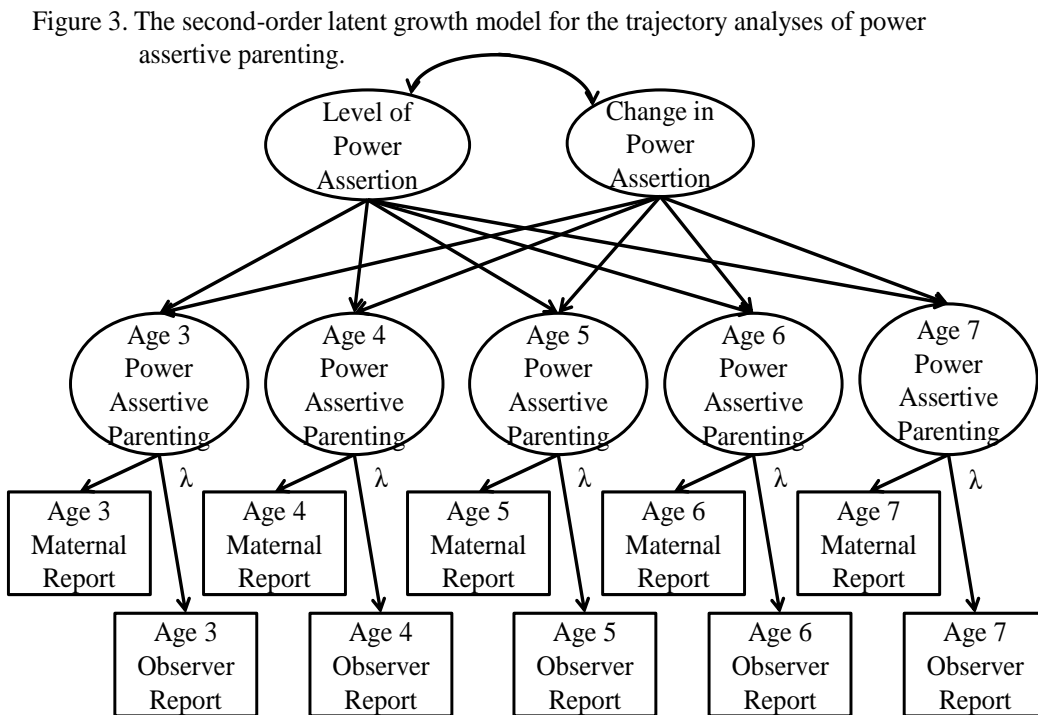 Figure 3. The second-order latent growth model for the trajectory analyses of power
assertive parenting.
Level of
Power
Assertion
Change in
Power
Assertion
Age 3
Power
Assertive
Parenting
Age 4
Power
Assertive
Parenting
Age 5
Power
Assertive
Parenting
Age 6
Power
Assertive
Parenting
Age 7
Power
Assertive
Parenting
λ
λ
λ
λ
λ
Age 3
Maternal
Report
Age 4
Maternal
Report
Age 5
Maternal
Report
Age 6
Maternal
Report
Age 7
Maternal
Report
Age 3
Observer
Report
Age 4
Observer
Report
Age 5
Observer
Report
Age 6
Observer
Report
Age 7
Observer
Report